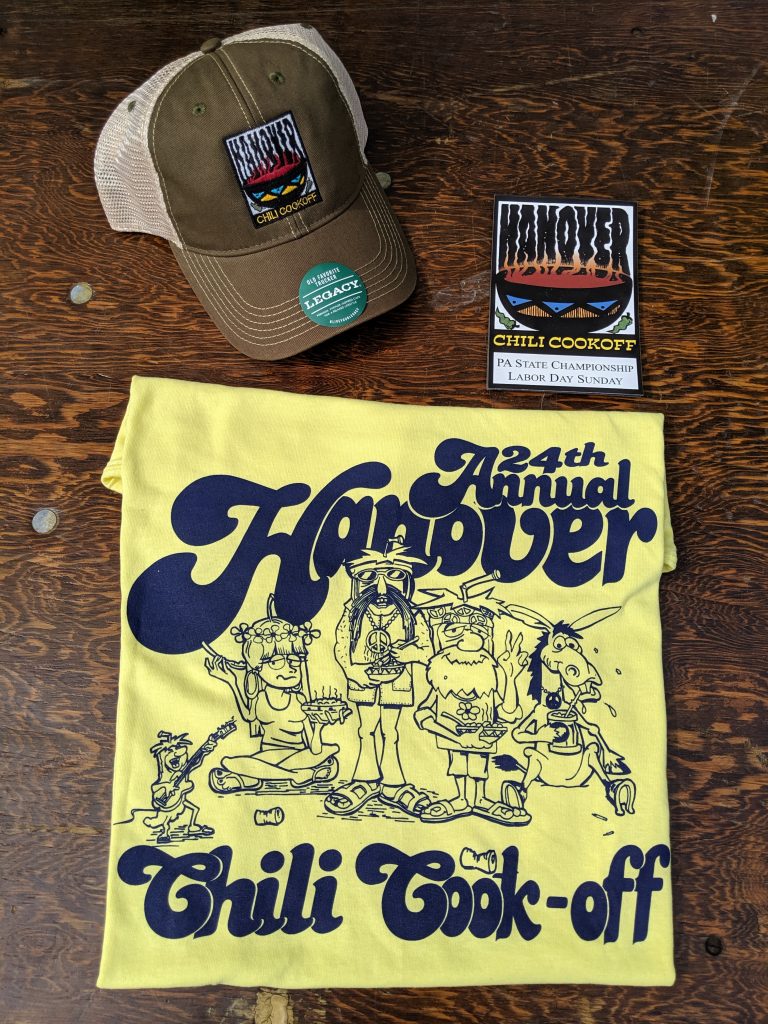 HANOVER
CHILI COOKOFF
OLD FAVORITE
TRUCKER
LEGACY
HANOVER
CHILI COOKOFF
PA STATE CHAMPIONSHIP
LABOR DAY SUNDAY
24th
Annual
Hanover
Chili Cook-off